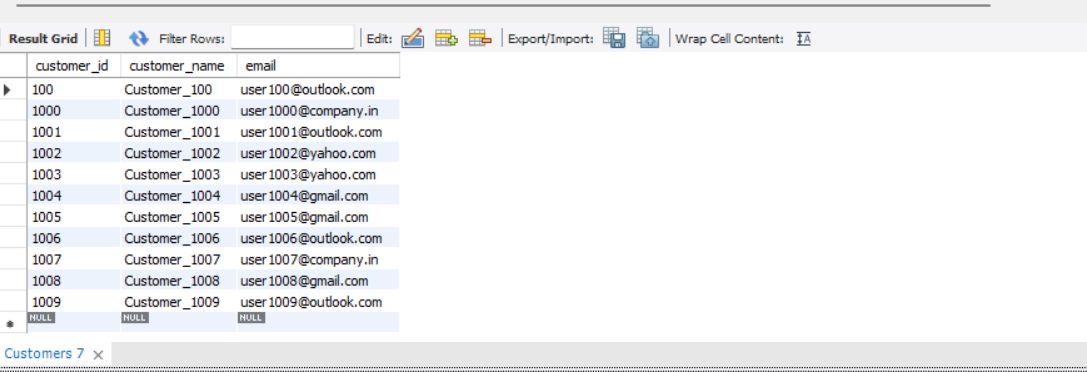 Result Grid Filter Rows: Edit: Export/Import: Wrap Cell Content: IA
customer_id customer_name email
100 Customer_100 user100@outlook.com
1000 Customer_1000 user1000@company.in
1001 Customer_1001 user1001@outlook.com
1002 Customer_1002 user1002@yahoo.com
1003 Customer_1003 user1003@yahoo.com
1004 Customer_1004 user1004@gmail.com
1005 Customer_1005 user1005@gmail.com
1006 Customer_1006 user1006@outlook.com
1007 Customer_1007 user1007@company.in
1008 Customer_1008 user1008@gmail.com
1009 Customer_1009 user1009@outlook.com
NULL NULL NULL
Customers 7